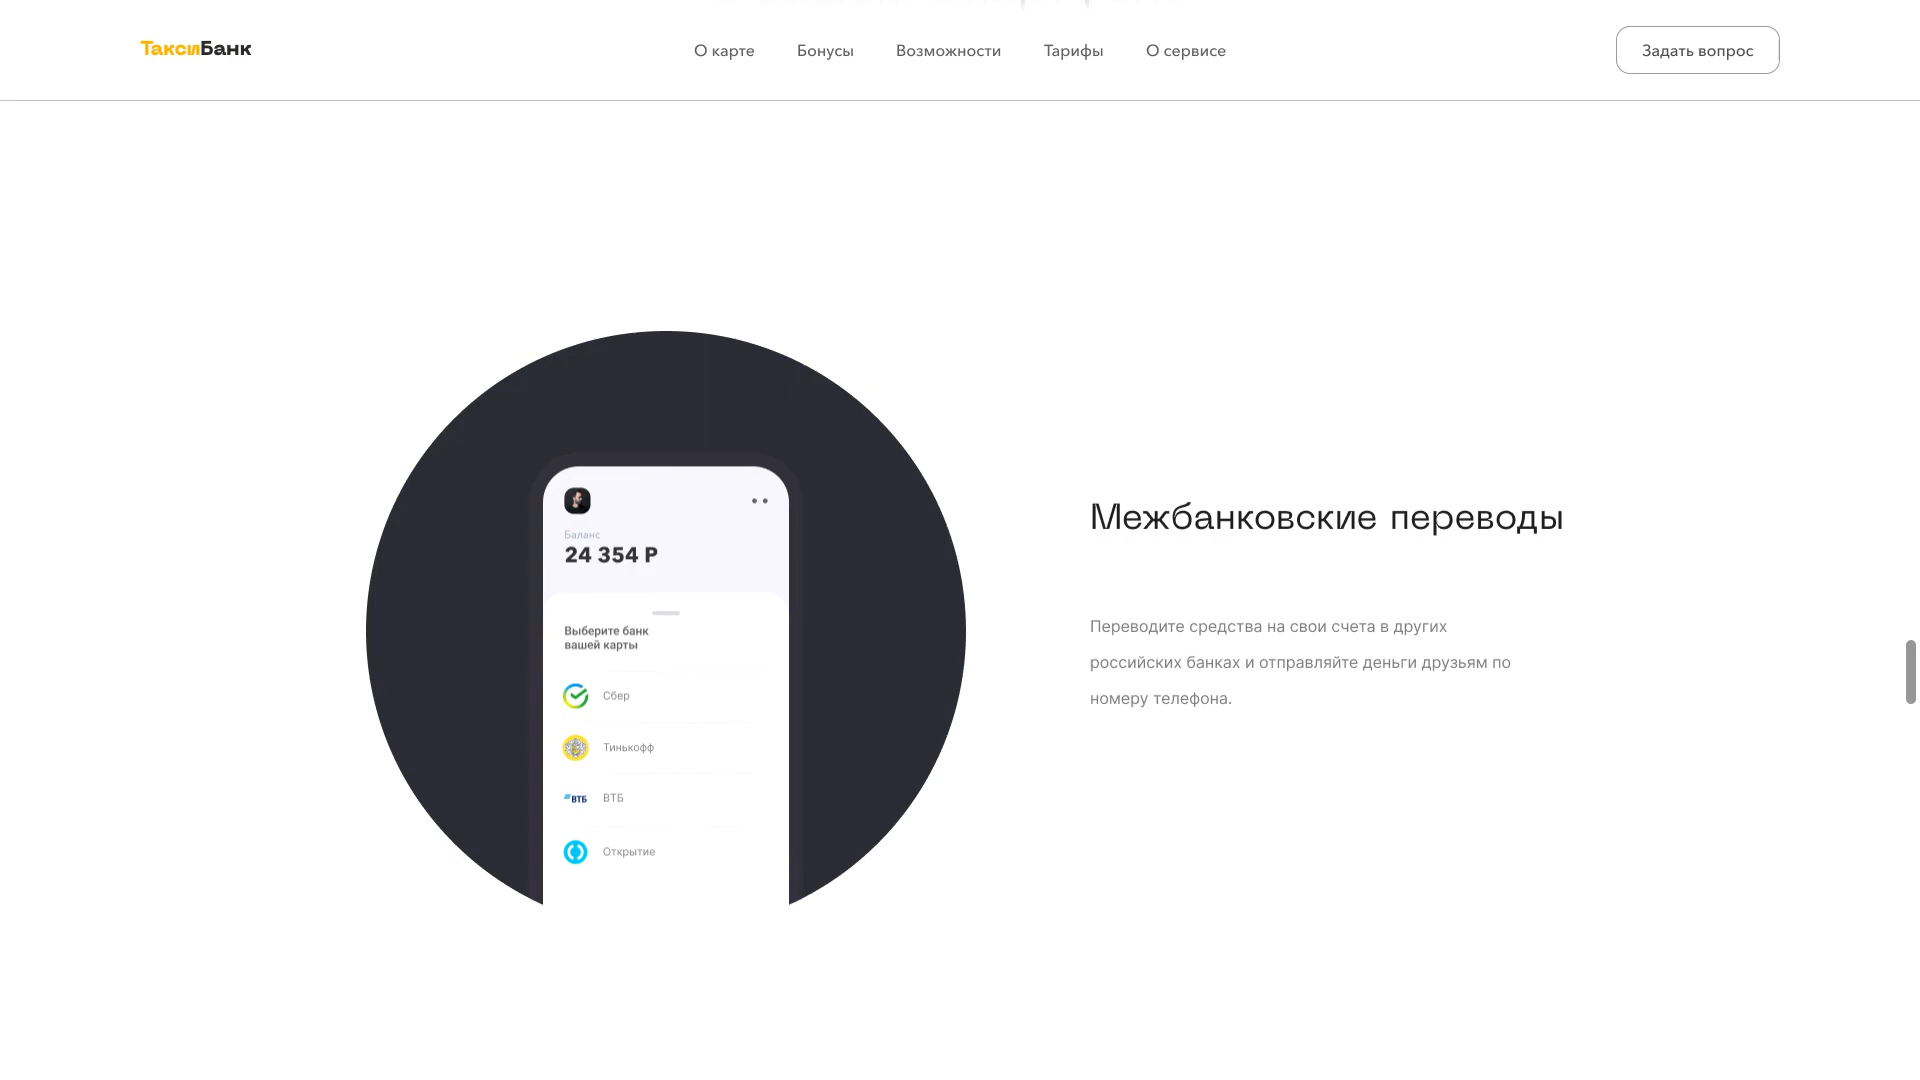 ТаксиБанк
О карте
Бонусы
Возможности
Тарифы
О сервисе
Задать вопрос
Баланс
24 354 Р
Выберите банк
вашей карты
Сбер
Тинькофф
ВТБ
ВТБ
Открытие
Межбанковские переводы
Переводите средства на свои счета в других
российских банках и отправляйте деньги друзьям по
номеру телефона.